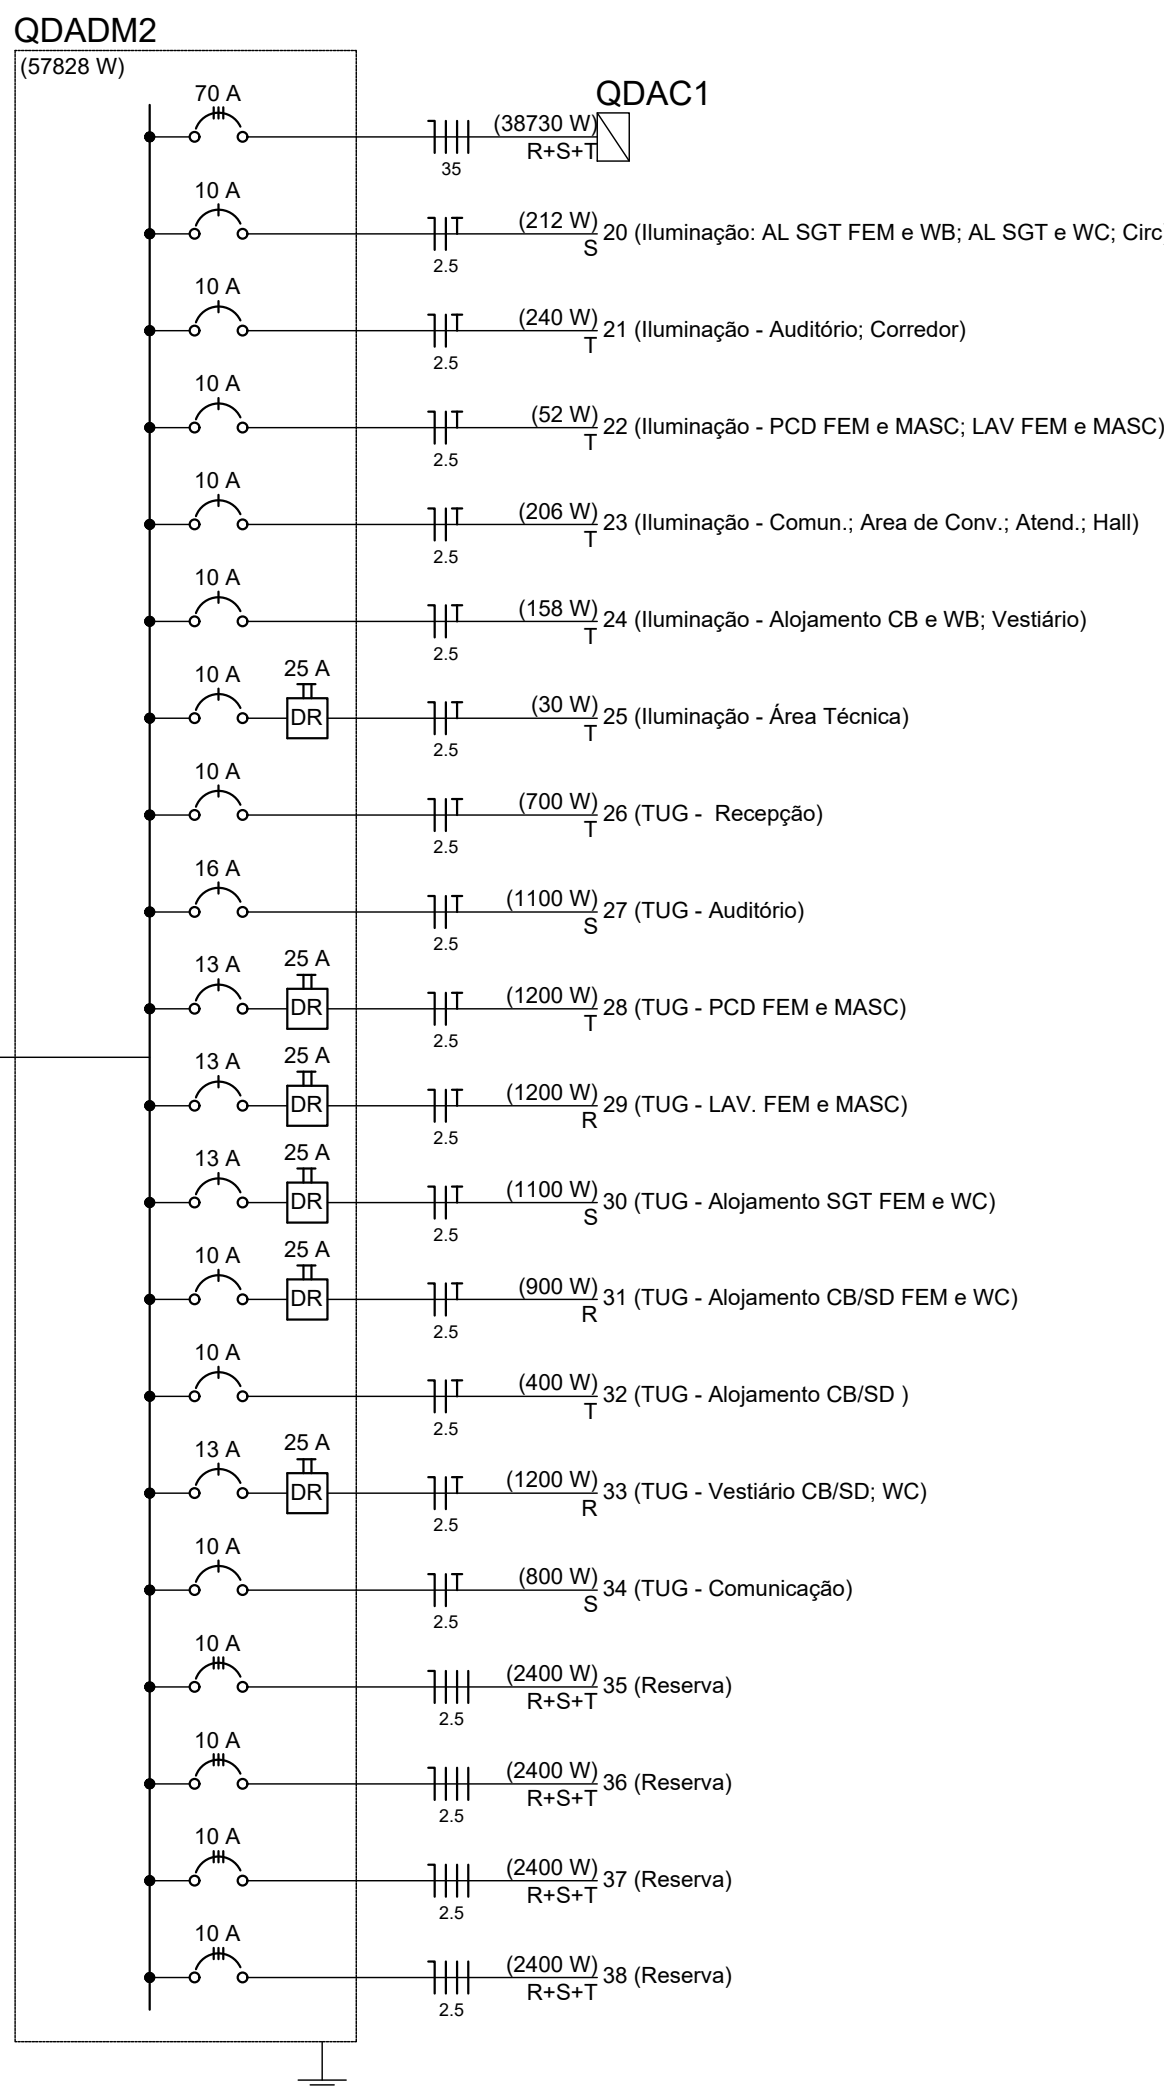 QDADM2
(57828 W)
70 A
QDAC1
(38730 W)
R+S+T
35
10 A
(212 W)
20 (Iluminação: AL SGT FEM e WB; AL SGT e WC; Circ
S
2.5
10 A
(240 W)
21 (Iluminação - Auditório; Corredor)
T
2.5
10 A
(52 W)
22 (Iluminação - PCD FEM e MASC; LAV FEM e MASC)
T
2.5
10 A
(206 W)
23 (Iluminação - Comun.; Area de Conv.; Atend.; Hall)
T
2.5
10 A
(158 W)
24 (Iluminação - Alojamento CB e WB; Vestiário)
T
2.5
10 A
25 A
DR
(30 W)
25 (Iluminação - Área Técnica)
T
2.5
10 A
(700 W)
26 (TUG - Recepção)
T
2.5
16 A
(1100 W)
27 (TUG - Auditório)
S
2.5
13 A
25 A
DR
(1200 W)
28 (TUG - PCD FEM e MASC)
T
2.5
13 A
25 A
DR
(1200 W)
29 (TUG - LAV. FEM e MASC)
R
2.5
13 A
25 A
DR
(1100 W)
30 (TUG - Alojamento SGT FEM e WC)
S
2.5
10 A
25 A
DR
(900 W)
31 (TUG - Alojamento CB/SD FEM e WC)
R
2.5
10 A
(400 W)
32 (TUG - Alojamento CB/SD )
T
2.5
13 A
25 A
DR
(1200 W)
33 (TUG - Vestiário CB/SD; WC)
R
2.5
10 A
(800 W)
34 (TUG - Comunicação)
S
2.5
10 A
(2400 W)
35 (Reserva)
R+S+T
2.5
10 A
(2400 W)
36 (Reserva)
R+S+T
2.5
10 A
(2400 W)
37 (Reserva)
R+S+T
2.5
10 A
(2400 W)
38 (Reserva)
R+S+T
2.5